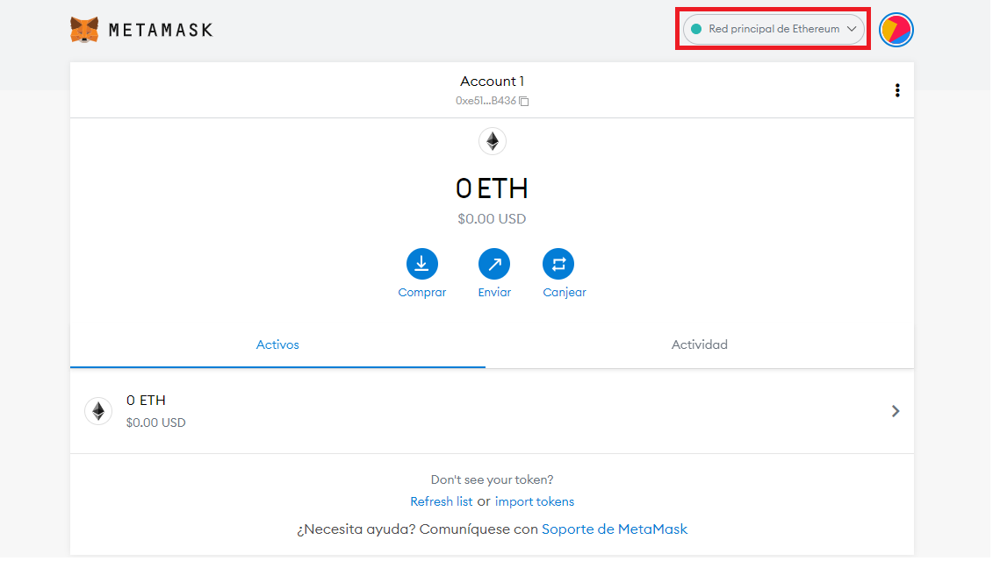 METAMASK
Red principal de Ethereum
Account 1
0xe51...B436
0 ETH
$0.00 USD
Comprar
Enviar
Canjear
Activos
Actividad
0 ETH
$0.00 USD
Don't see your token?
Refresh list or import tokens
¿Necesita ayuda? Comuníquese con Soporte de MetaMask